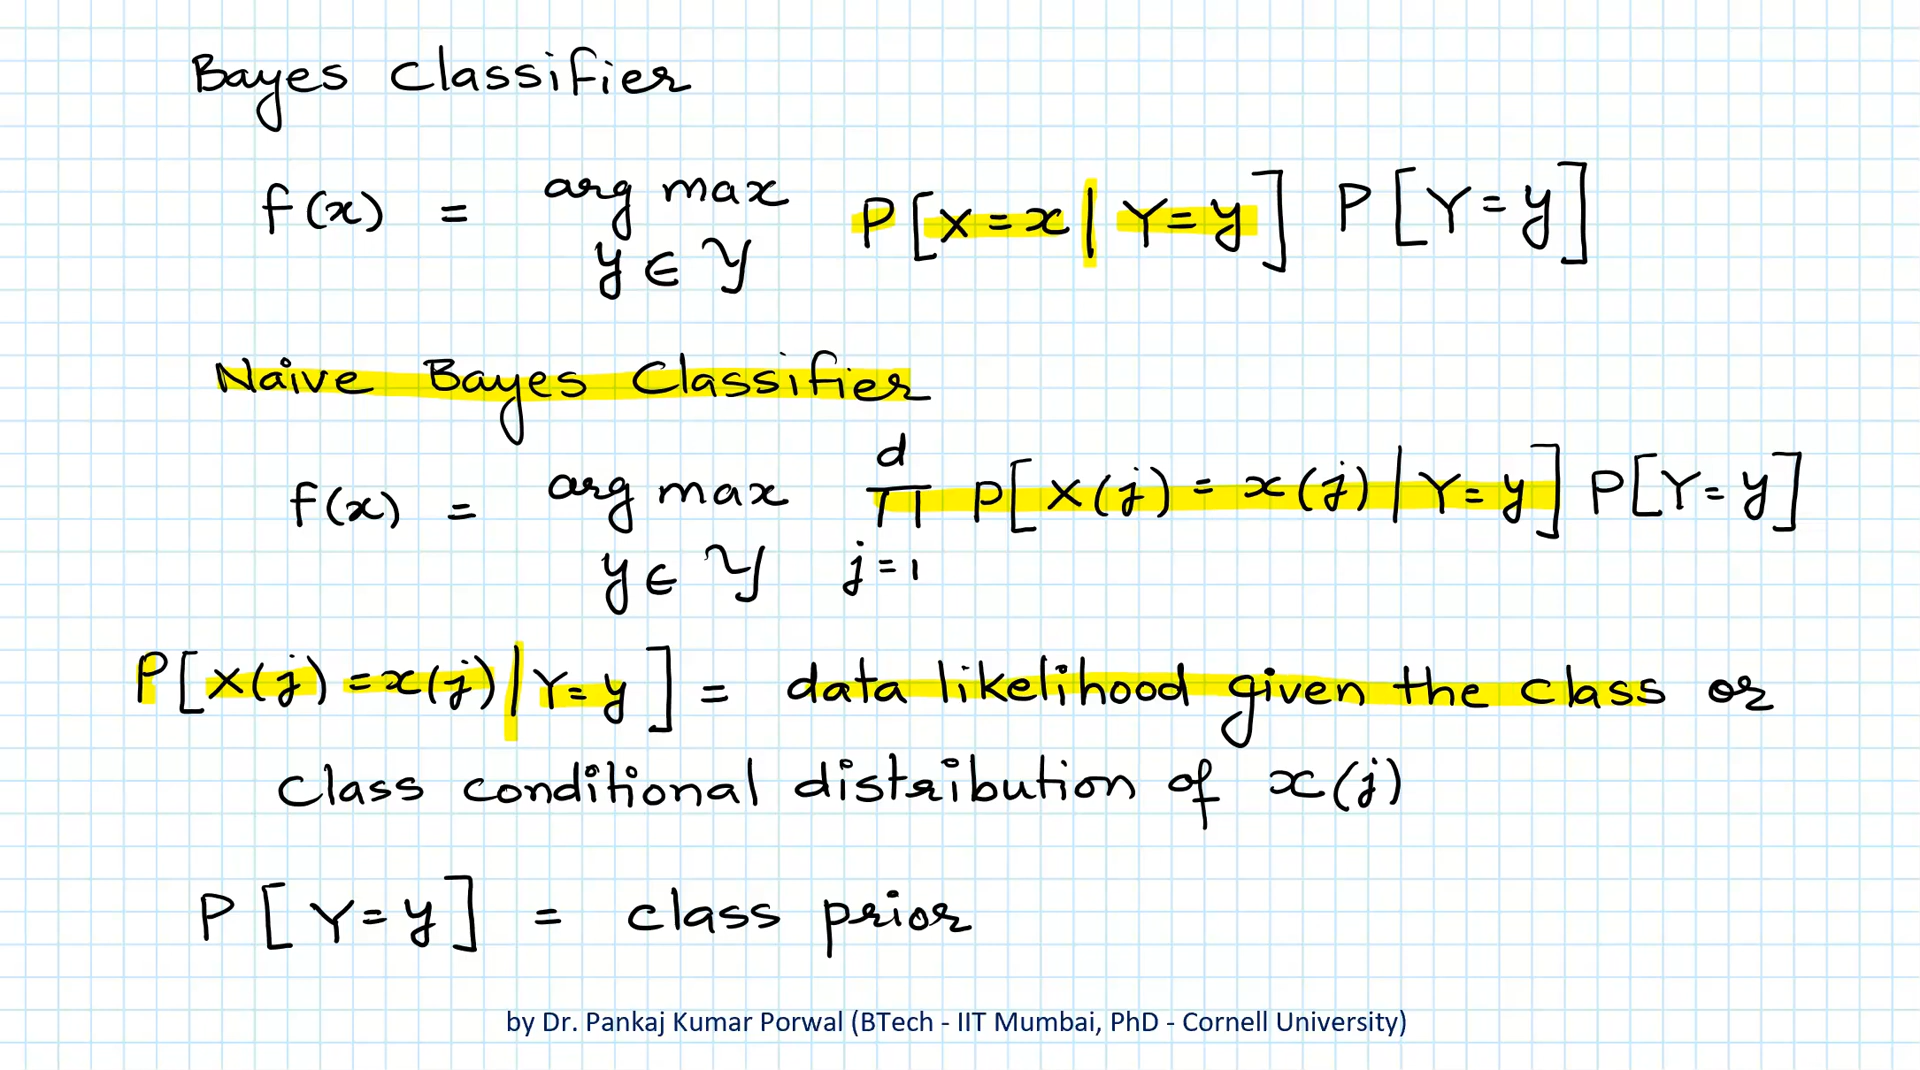 Bayes Classifier
f(x) = arg max P[X=x | Y=y] P[Y=y]
y ∈ 𝒴
Naive Bayes Classifier
d
f(x) = arg max ∏ P[X(j) = x(j) | Y=y] P[Y=y]
y ∈ 𝒴 j=1
P[X(j) = x(j) | Y=y] = data likelihood given the class or
class conditional distribution of x(j)
P[Y=y] = class prior
by Dr. Pankaj Kumar Porwal (BTech - IIT Mumbai, PhD - Cornell University)